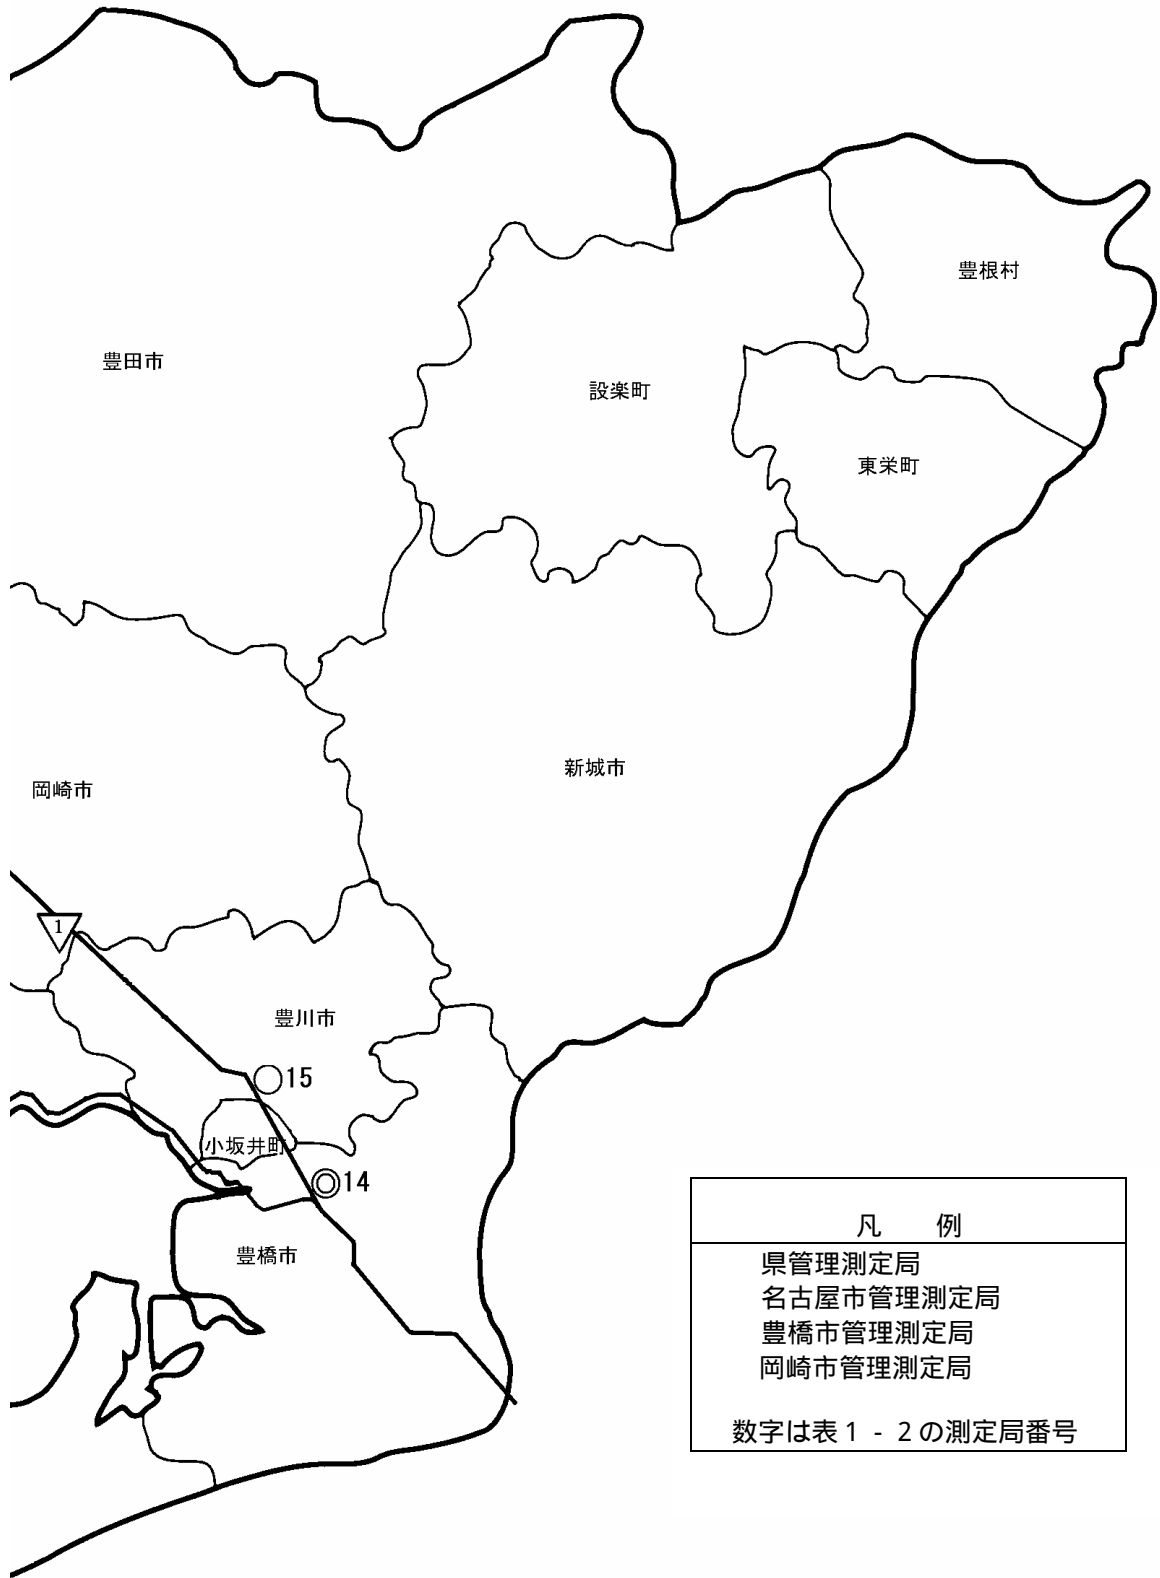 豊根村
豊田市
設楽町
東栄町
新城市
岡崎市
1
豊川市
15
小坂井町
14
豊橋市
凡 例
県管理測定局
名古屋市管理測定局
豊橋市管理測定局
岡崎市管理測定局
数字は表1-2の測定局番号